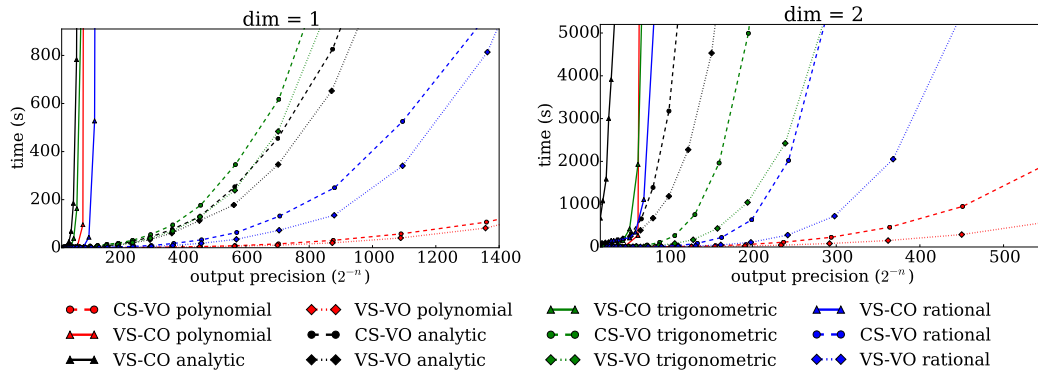 dim = 1
800
600
400
200
0
time (s)
200 400 600 800 1000 1200 1400
output precision (2⁻ⁿ)
dim = 2
5000
4000
3000
2000
1000
0
time (s)
100 200 300 400 500
output precision (2⁻ⁿ)
CS-VO polynomial
VS-CO polynomial
VS-CO analytic
VS-VO polynomial
CS-VO analytic
VS-VO analytic
VS-CO trigonometric
CS-VO trigonometric
VS-VO trigonometric
VS-CO rational
CS-VO rational
VS-VO rational